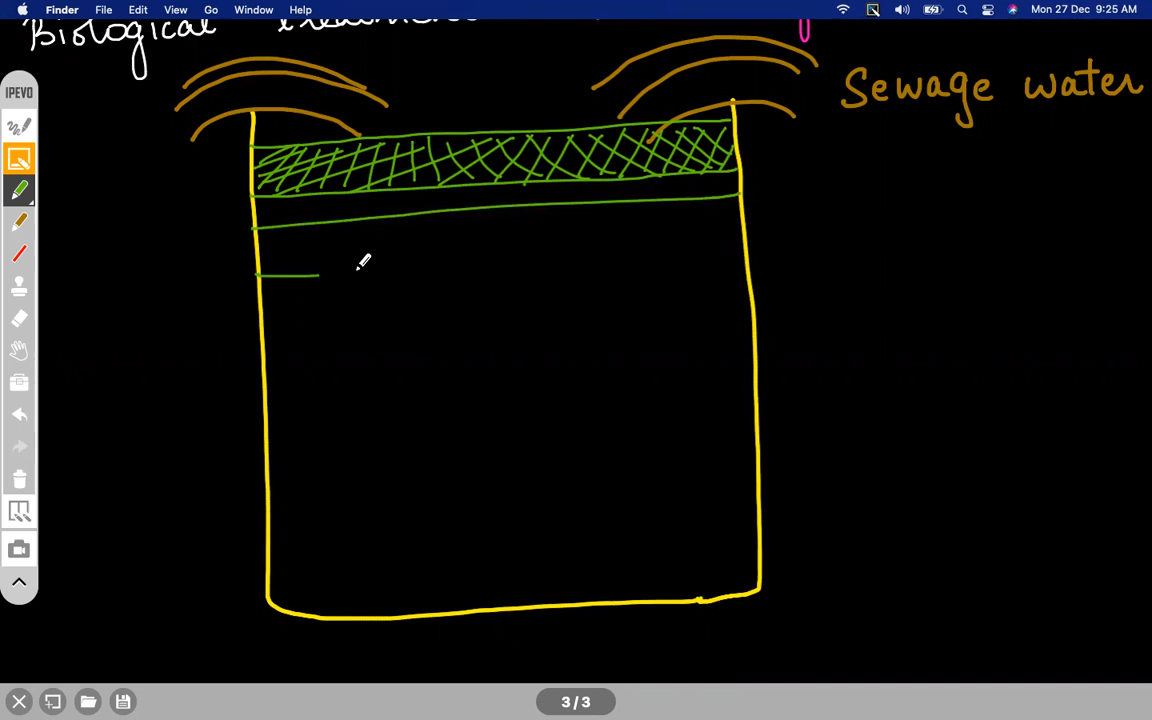 Finder File Edit View Go Window Help Mon 27 Dec 9:25 AM
Biological treatment
Sewage water
IPEVO
3/3